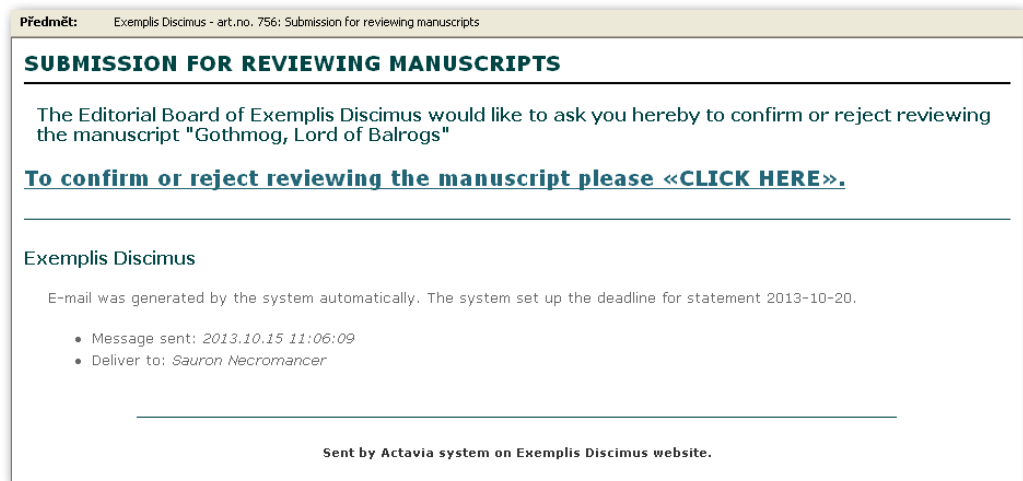 Předmět: Exemplis Discimus - art.no. 756: Submission for reviewing manuscripts
SUBMISSION FOR REVIEWING MANUSCRIPTS
The Editorial Board of Exemplis Discimus would like to ask you hereby to confirm or reject reviewing
the manuscript "Gothmog, Lord of Balrogs"
To confirm or reject reviewing the manuscript please «CLICK HERE».
Exemplis Discimus
E-mail was generated by the system automatically. The system set up the deadline for statement 2013-10-20.
• Message sent: 2013.10.15 11:06:09
• Deliver to: Sauron Necromancer
Sent by Actavia system on Exemplis Discimus website.